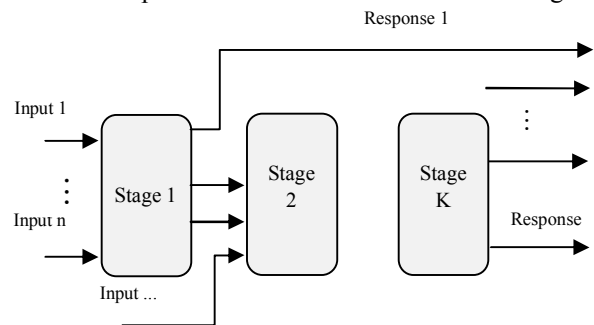 Response 1
Input 1
⋮
⋮
Stage 1
Stage
2
Stage
K
Input n
Response
Input ...